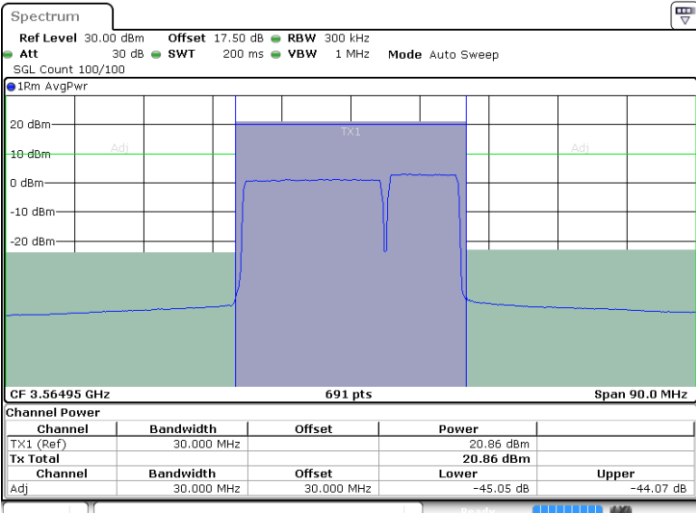 Spectrum
Ref Level 30.00 dBm Offset 17.50 dB RBW 300 kHz
Att 30 dB SWT 200 ms VBW 1 MHz Mode Auto Sweep
SGL Count 100/100
1Rm AvgPwr
20 dBm
TX1
Adj Adj
10 dBm
0 dBm
-10 dBm
-20 dBm
CF 3.56495 GHz 691 pts Span 90.0 MHz
Channel Power
Channel Bandwidth Offset Power
TX1 (Ref) 30.000 MHz 20.86 dBm
Tx Total 20.86 dBm
Channel Bandwidth Offset Lower Upper
Adj 30.000 MHz 30.000 MHz -45.05 dB -44.07 dB